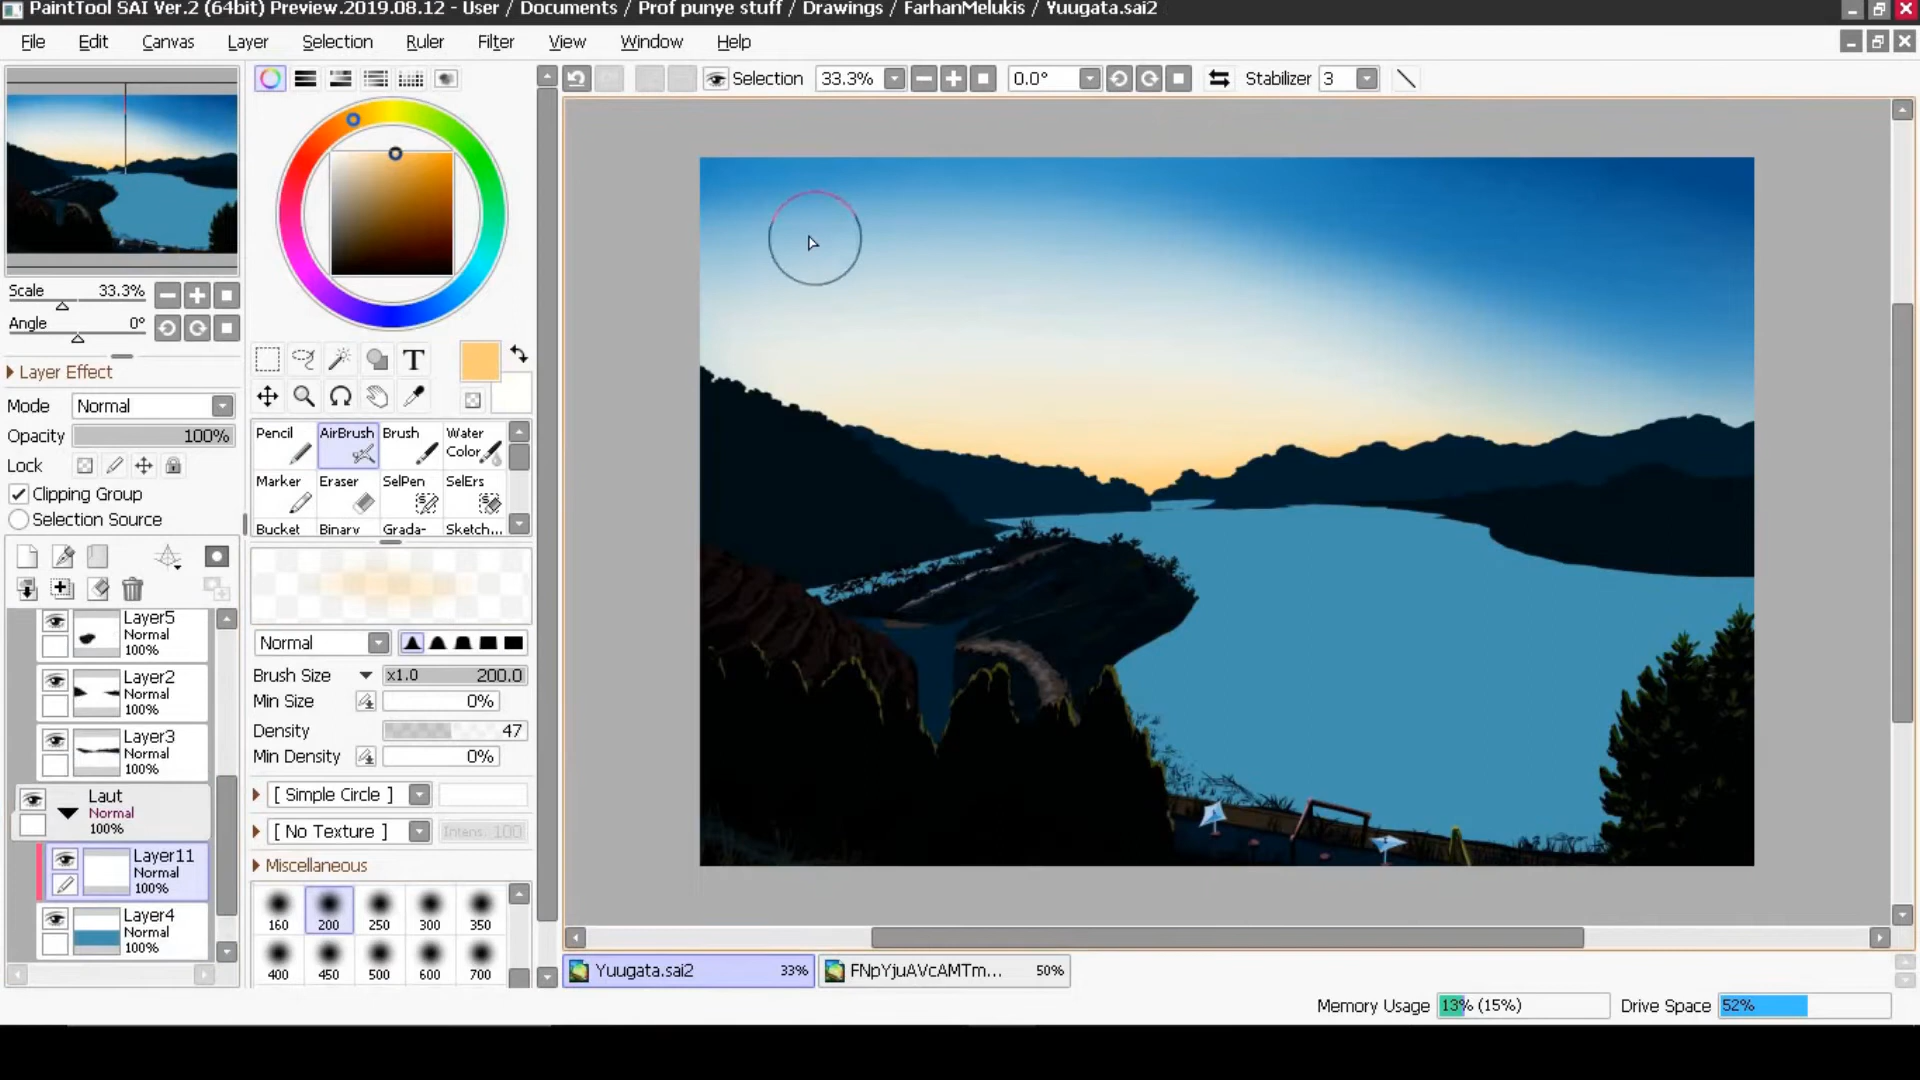 PaintTool SAI Ver.2 (64bit) Preview.2019.08.12 - User / Documents / Prof punye stuff / Drawings / FarhanMelukis / Yuugata.sai2
File Edit Canvas Layer Selection Ruler Filter View Window Help
Selection 33.3% 0.0° Stabilizer 3
Scale 33.3%
Angle 0°
Layer Effect
Mode Normal
Opacity 100%
Lock
Clipping Group
Selection Source
Layer5
Normal
100%
Layer2
Normal
100%
Layer3
Normal
100%
Laut
Normal
100%
Layer11
Normal
100%
Layer4
Normal
100%
T
Pencil AirBrush Brush Water Color
Marker Eraser SelPen SelErs
Bucket Binary Grada- Sketch...
Normal
Brush Size x1.0 200.0
Min Size 0%
Density 47
Min Density 0%
[ Simple Circle ]
[ No Texture ] Intens. 100
Miscellaneous
160 200 250 300 350
400 450 500 600 700
Yuugata.sai2 33% FNpYjuAVcAMTm... 50%
Memory Usage 13% (15%) Drive Space 52%